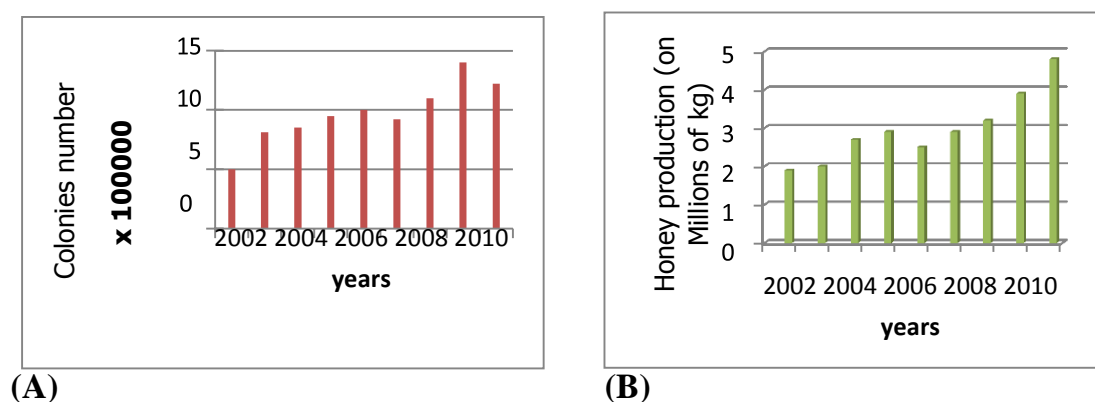 15
10
5
0
Colonies number
x 100000
2002 2004 2006 2008 2010
years
(A)
5
4
3
2
1
0
Honey production (on
Millions of kg)
2002 2004 2006 2008 2010
years
(B)